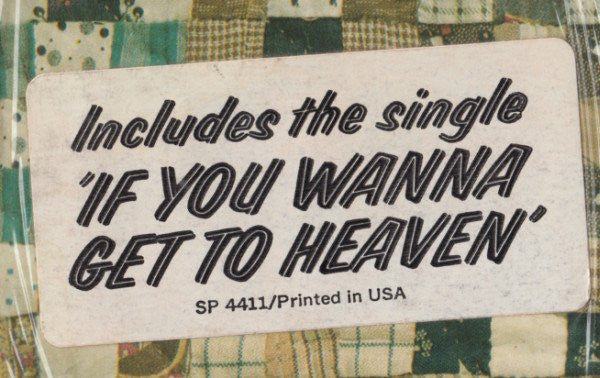 Includes the single
'IF YOU WANNA
GET TO HEAVEN'
SP 4411/Printed in USA